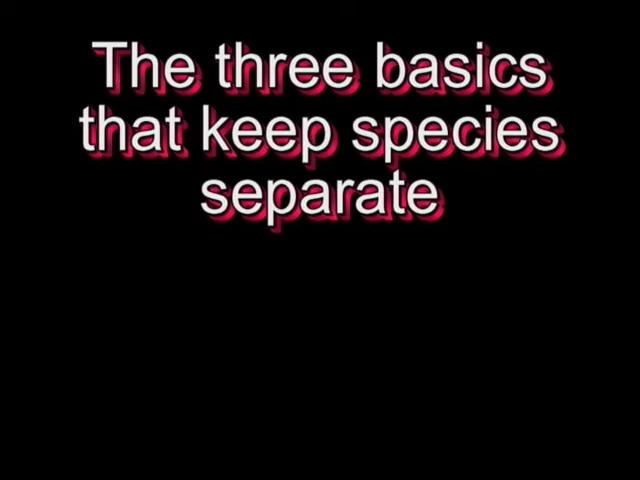 The three basics
that keep species
separate